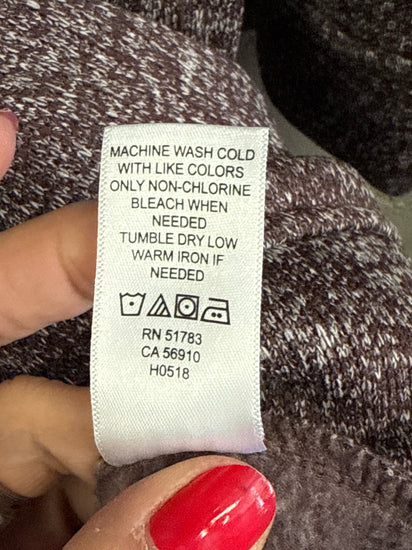 MACHINE WASH COLD
WITH LIKE COLORS
ONLY NON-CHLORINE
BLEACH WHEN
NEEDED
TUMBLE DRY LOW
WARM IRON IF
NEEDED
RN 51783
CA 56910
H0518